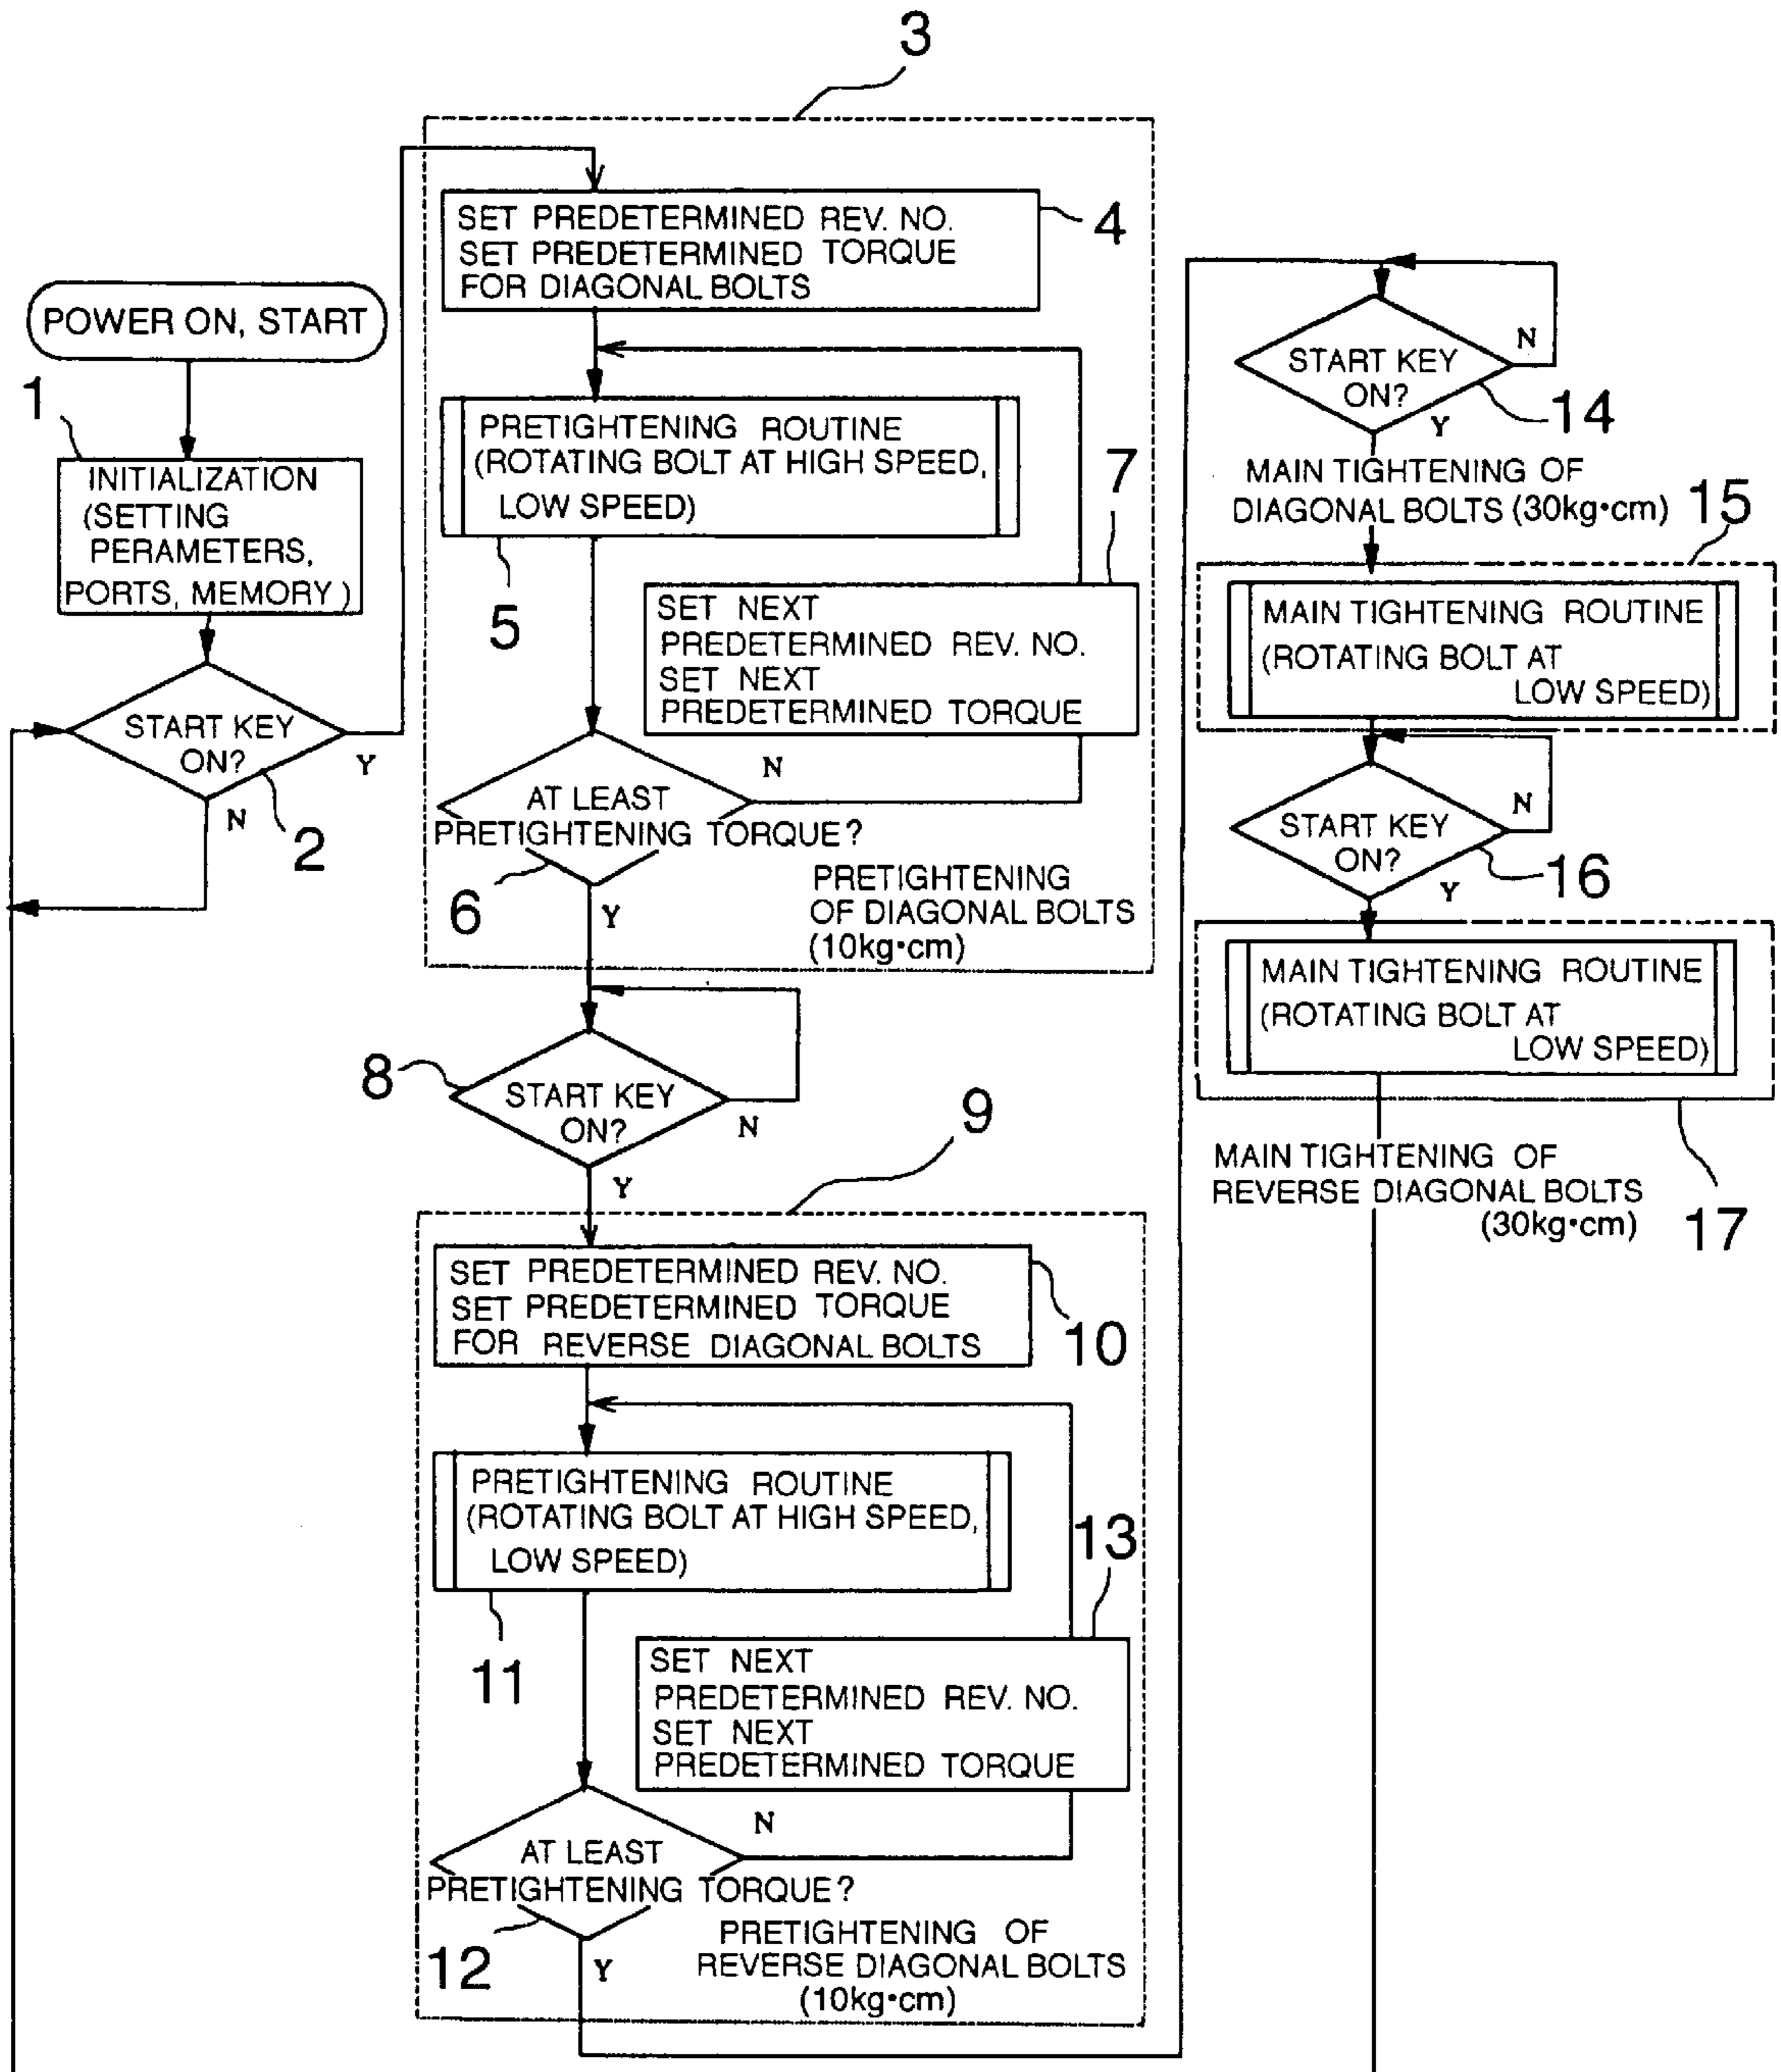 3
SET PREDETERMINED REV. NO.
SET PREDETERMINED TORQUE
FOR DIAGONAL BOLTS
4
POWER ON, START
1
INITIALIZATION
(SETTING
PERAMETERS,
PORTS, MEMORY)
START KEY
ON?
Y
N
2
PRETIGHTENING ROUTINE
(ROTATING BOLT AT HIGH SPEED,
LOW SPEED)
5
7
SET NEXT
PREDETERMINED REV. NO.
SET NEXT
PREDETERMINED TORQUE
N
AT LEAST
PRETIGHTENING TORQUE?
6
Y
PRETIGHTENING
OF DIAGONAL BOLTS
(10kg•cm)
8
START KEY
ON?
N
Y
9
SET PREDETERMINED REV. NO.
SET PREDETERMINED TORQUE
FOR REVERSE DIAGONAL BOLTS
10
PRETIGHTENING ROUTINE
(ROTATING BOLT AT HIGH SPEED,
LOW SPEED)
11
13
SET NEXT
PREDETERMINED REV. NO.
SET NEXT
PREDETERMINED TORQUE
N
AT LEAST
PRETIGHTENING TORQUE?
12
Y
PRETIGHTENING OF
REVERSE DIAGONAL BOLTS
(10kg•cm)
START KEY
ON?
N
Y
14
MAIN TIGHTENING OF
DIAGONAL BOLTS (30kg•cm)
15
MAIN TIGHTENING ROUTINE
(ROTATING BOLT AT
LOW SPEED)
START KEY
ON?
N
Y
16
MAIN TIGHTENING ROUTINE
(ROTATING BOLT AT
LOW SPEED)
MAIN TIGHTENING OF
REVERSE DIAGONAL BOLTS
(30kg•cm)
17